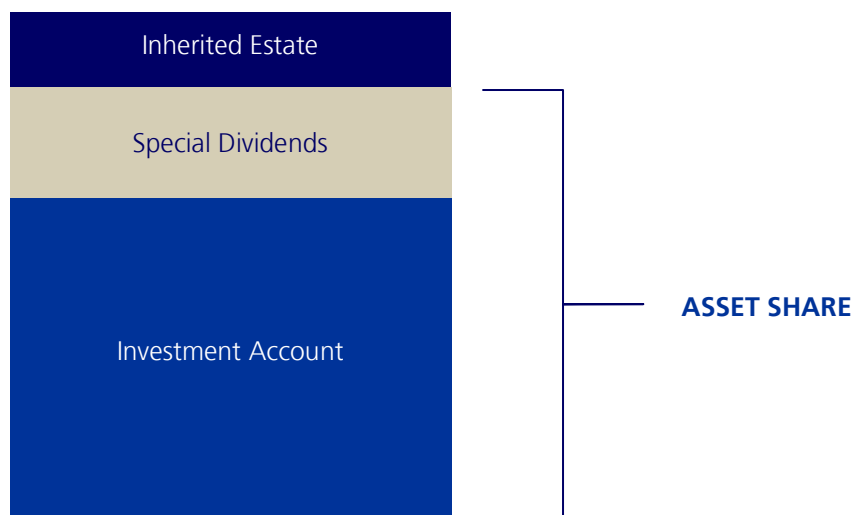 Inherited Estate
Special Dividends
ASSET SHARE
Investment Account